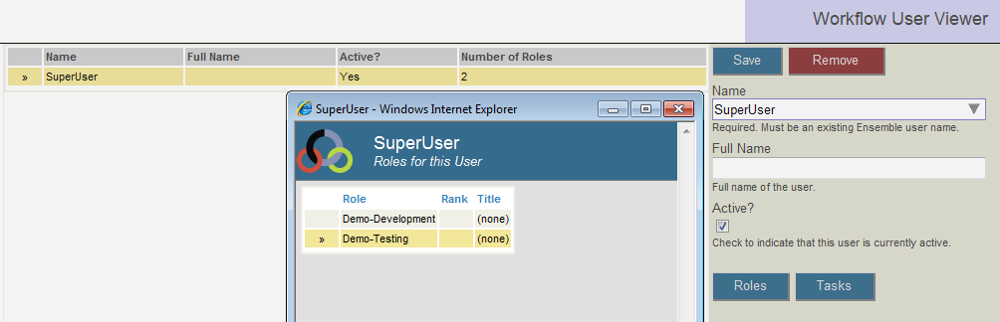 Workflow User Viewer
Name Full Name Active? Number of Roles
» SuperUser Yes 2
SuperUser - Windows Internet Explorer
SuperUser
Roles for this User
Role Rank Title
Demo-Development (none)
» Demo-Testing (none)
Save Remove
Name
SuperUser
Required. Must be an existing Ensemble user name.
Full Name
Full name of the user.
Active?
Check to indicate that this user is currently active.
Roles Tasks